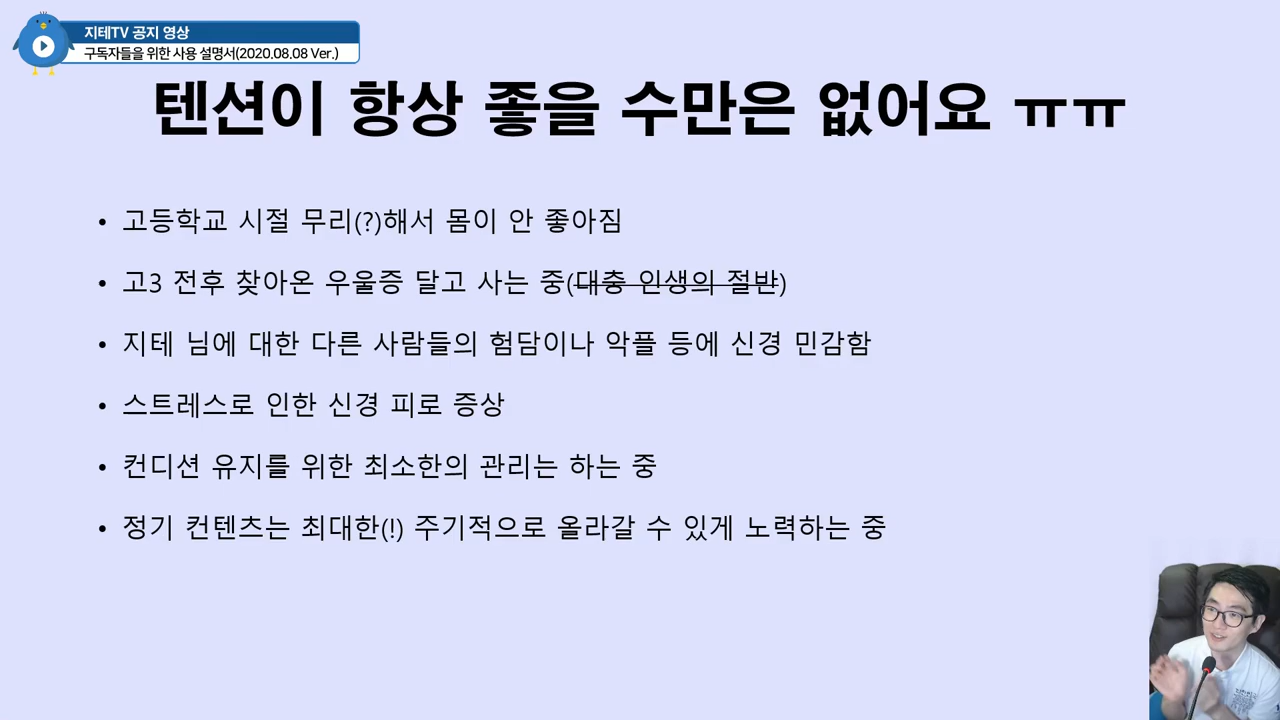 지테TV 공지 영상
구독자들을 위한 사용 설명서(2020.08.08 Ver.)
텐션이 항상 좋을 수만은 없어요 ㅠㅠ
• 고등학교 시절 무리(?)해서 몸이 안 좋아짐
• 고3 전후 찾아온 우울증 달고 사는 중(대충 인생의 절반)
• 지테 님에 대한 다른 사람들의 험담이나 악플 등에 신경 민감함
• 스트레스로 인한 신경 피로 증상
• 컨디션 유지를 위한 최소한의 관리는 하는 중
• 정기 컨텐츠는 최대한(!) 주기적으로 올라갈 수 있게 노력하는 중